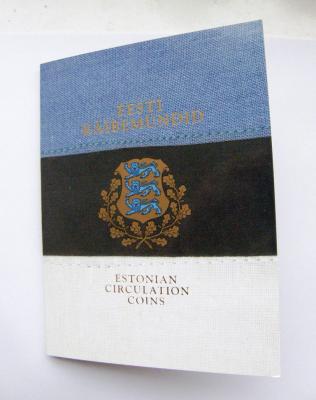 EESTI
KÄIBEMÜNDID
ESTONIAN
CIRCULATION
COINS